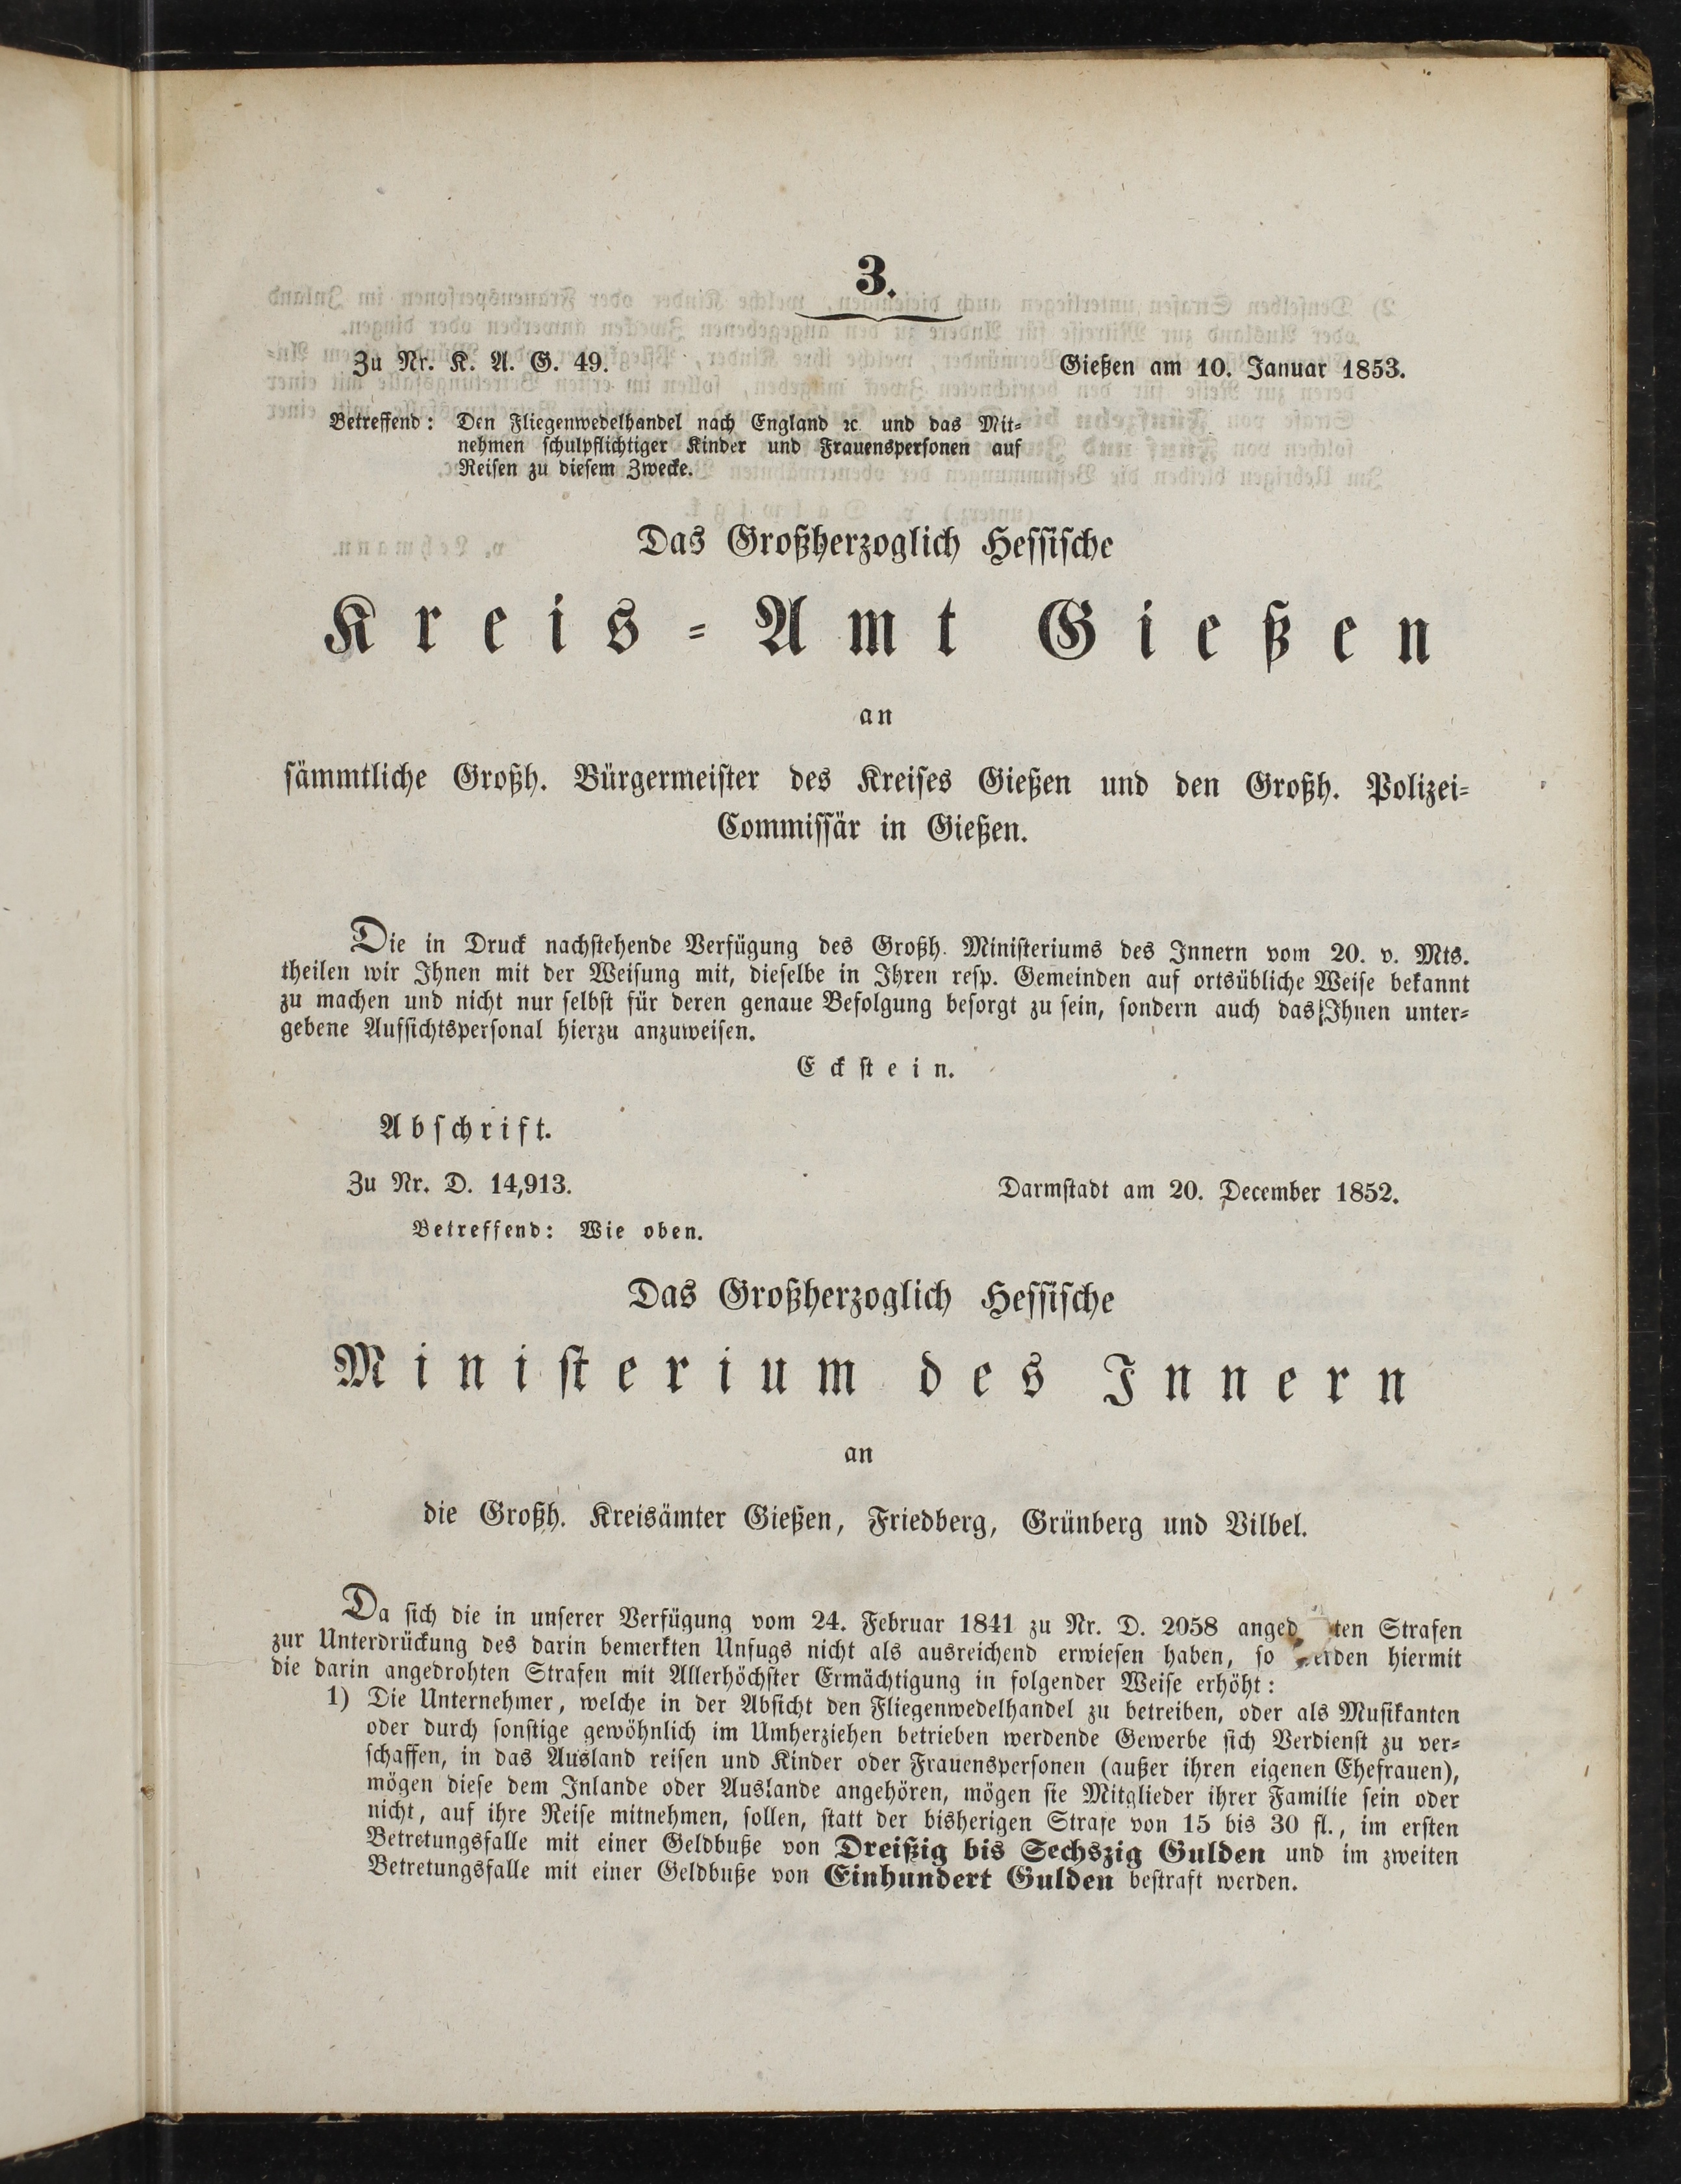 3.
Zu Nr. K. A. G. 49. Gießen am 10. Januar 1853.
Betreffend: Den Fliegenwedelhandel nach England ꝛc. und das Mit-
nehmen schulpflichtiger Kinder und Frauenspersonen auf
Reisen zu diesem Zwecke.
Das Großherzoglich Hessische
Kreis-Amt Gießen
an
sämmtliche Großh. Bürgermeister des Kreises Gießen und den Großh. Polizei-
Commissär in Gießen.
Die in Druck nachstehende Verfügung des Großh. Ministeriums des Innern vom 20. v. Mts.
theilen wir Ihnen mit der Weisung mit, dieselbe in Ihren resp. Gemeinden auf ortsübliche Weise bekannt
zu machen und nicht nur selbst für deren genaue Befolgung besorgt zu sein, sondern auch das Ihnen unter-
gebene Aufsichtspersonal hierzu anzuweisen.
Eckstein.
Abschrift.
Zu Nr. D. 14,913. Darmstadt am 20. December 1852.
Betreffend: Wie oben.
Das Großherzoglich Hessische
Ministerium des Innern
an
die Großh. Kreisämter Gießen, Friedberg, Grünberg und Vilbel.
Da sich die in unserer Verfügung vom 24. Februar 1841 zu Nr. D. 2058 Strafen
zur Unterdrückung des darin bemerkten Unfugs nicht als ausreichend erwiesen haben, so werden hiermit
die darin angedrohten Strafen mit Allerhöchster Ermächtigung in folgender Weise erhöht:
1) Die Unternehmer, welche in der Absicht den Fliegenwedelhandel zu betreiben, oder als Musikanten
oder durch sonstige gewöhnlich im Umherziehen betrieben werdende Gewerbe sich Verdienst zu ver-
schaffen, in das Ausland reisen und Kinder oder Frauenspersonen (außer ihren eigenen Ehefrauen),
mögen diese dem Inlande oder Auslande angehören, mögen sie Mitglieder ihrer Familie sein oder
nicht, auf ihre Reise mitnehmen, sollen, statt der bisherigen Strafe von 15 bis 30 fl., im ersten
Betretungsfalle mit einer Geldbuße von Dreißig bis Sechszig Gulden und im zweiten
Betretungsfalle mit einer Geldbuße von Einhundert Gulden bestraft werden.